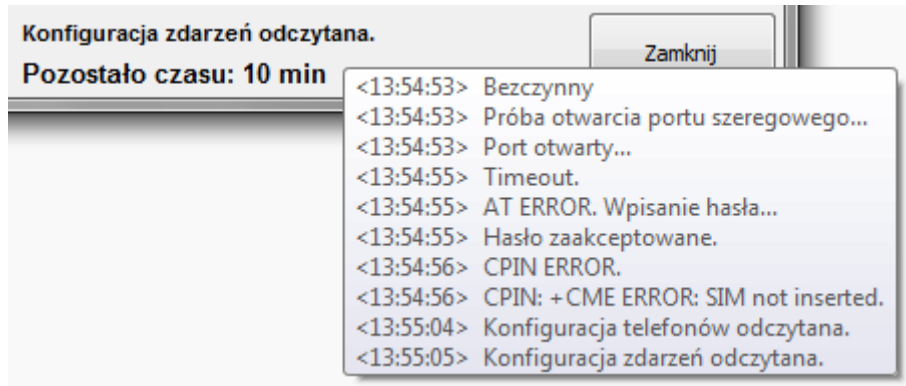 Konfiguracja zdarzeń odczytana.
Zamknij
Pozostało czasu: 10 min
<13:54:53> Bezczynny
<13:54:53> Próba otwarcia portu szeregowego...
<13:54:53> Port otwarty...
<13:54:55> Timeout.
<13:54:55> AT ERROR. Wpisanie hasła...
<13:54:55> Hasło zaakceptowane.
<13:54:56> CPIN ERROR.
<13:54:56> CPIN: +CME ERROR: SIM not inserted.
<13:55:04> Konfiguracja telefonów odczytana.
<13:55:05> Konfiguracja zdarzeń odczytana.